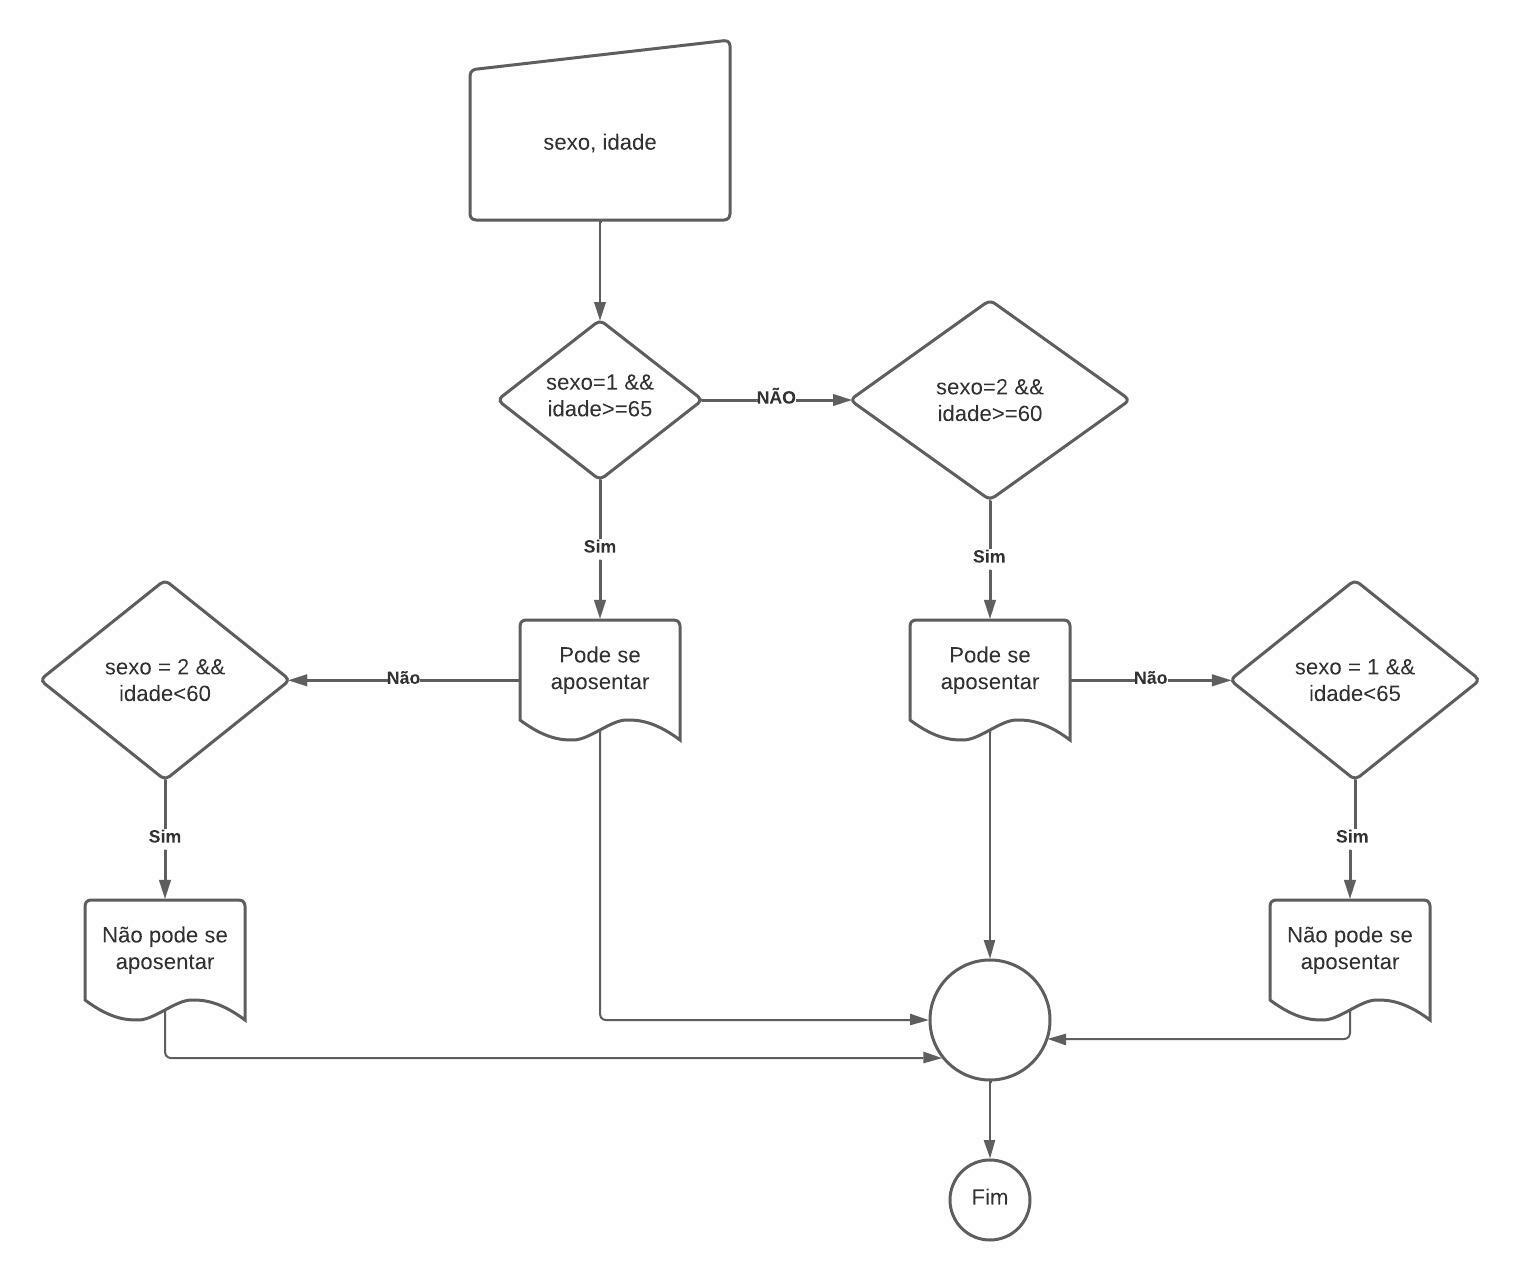 sexo, idade
sexo=1 &&
idade>=65
NÃO
sexo=2 &&
idade>=60
Sim
Sim
sexo = 2 &&
idade<60
Não
Pode se
aposentar
Pode se
aposentar
Não
sexo = 1 &&
idade<65
Sim
Sim
Não pode se
aposentar
Não pode se
aposentar
Fim